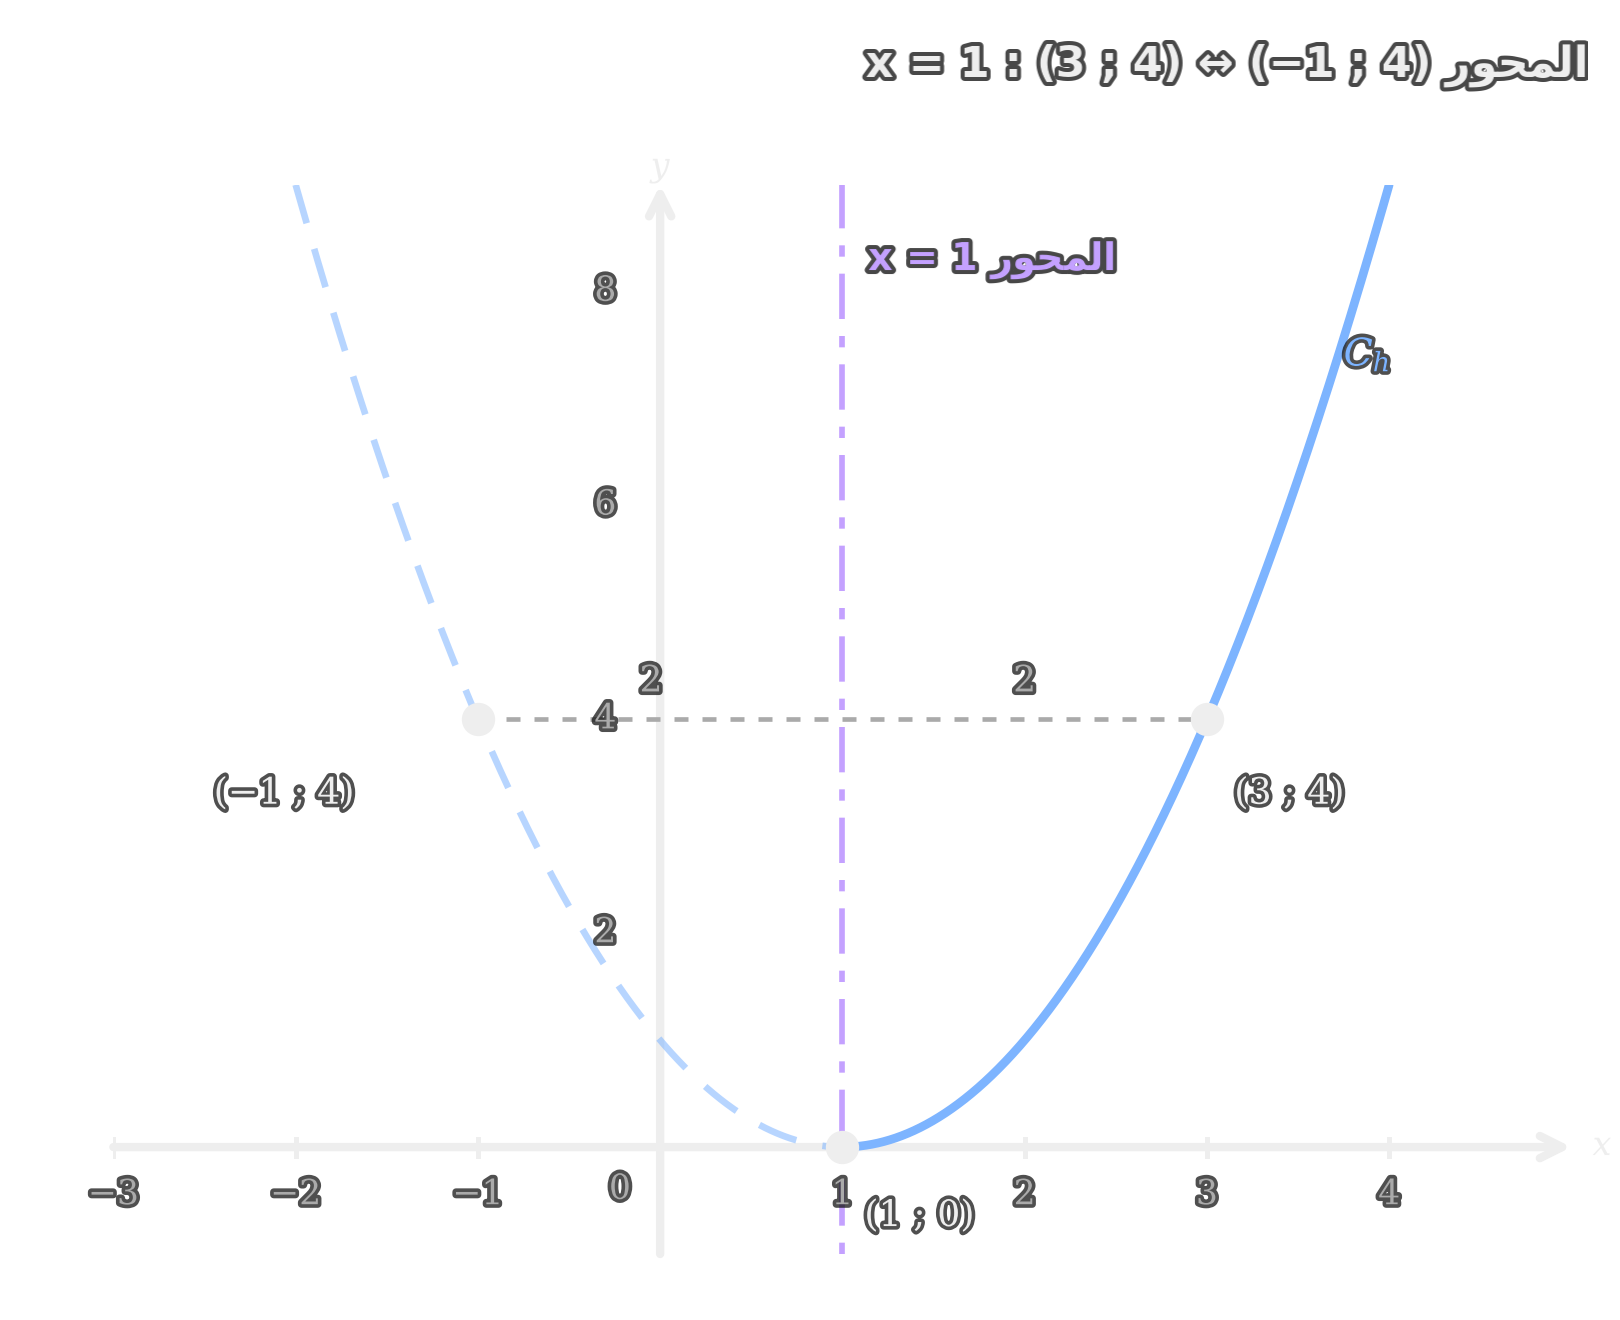 المحور x = 1 : (3 ; 4) ↔ (−1 ; 4)
y
المحور x = 1
8
C_h
6
2
2
4
(−1 ; 4)
(3 ; 4)
2
x
−3
−2
−1
0
1
2
3
4
(1 ; 0)